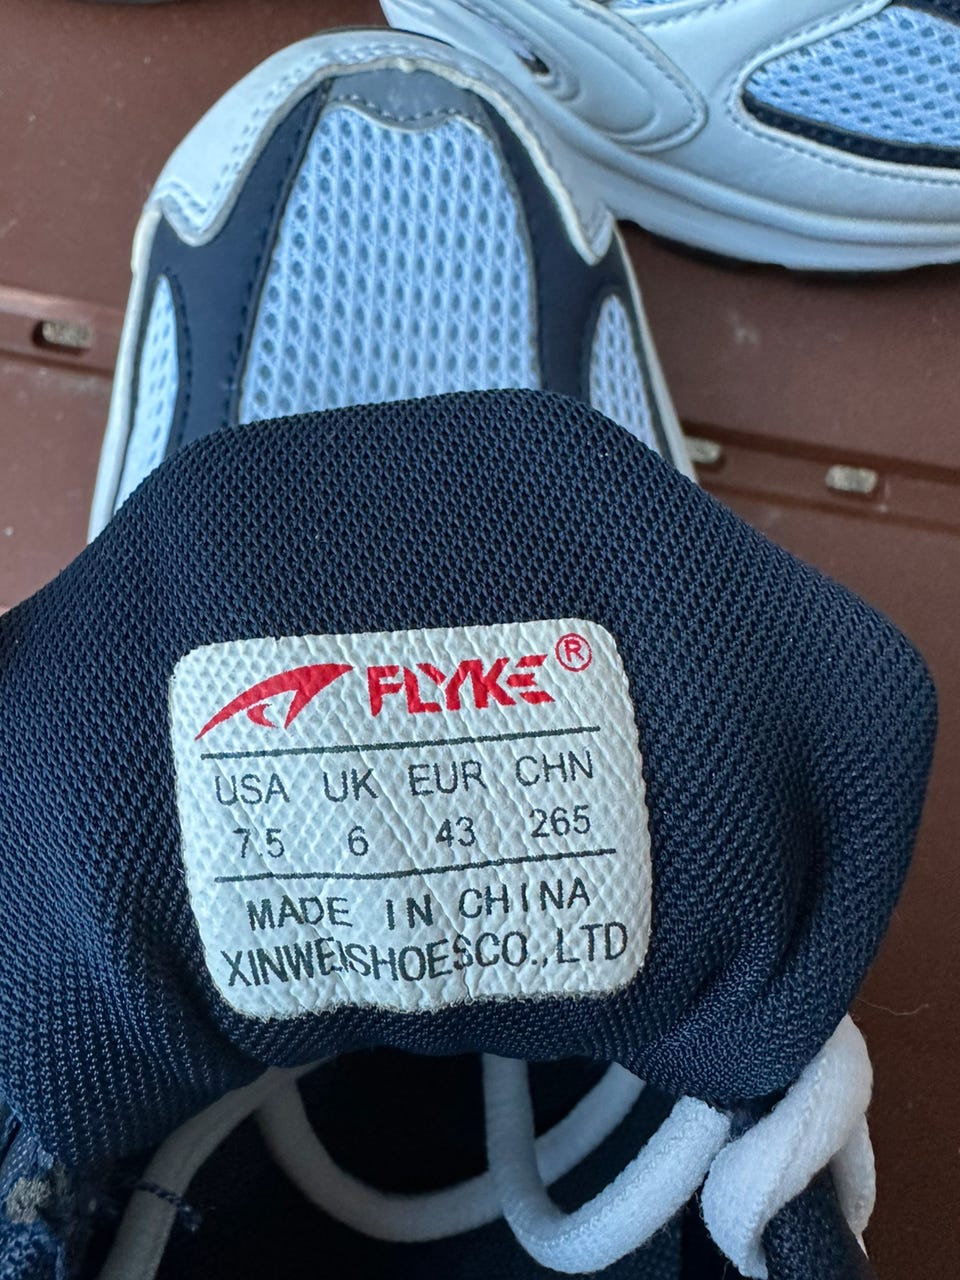 FLYKE®
USA UK EUR CHN
7.5 6 43 265
MADE IN CHINA
XINWEISHOESCO.,LTD